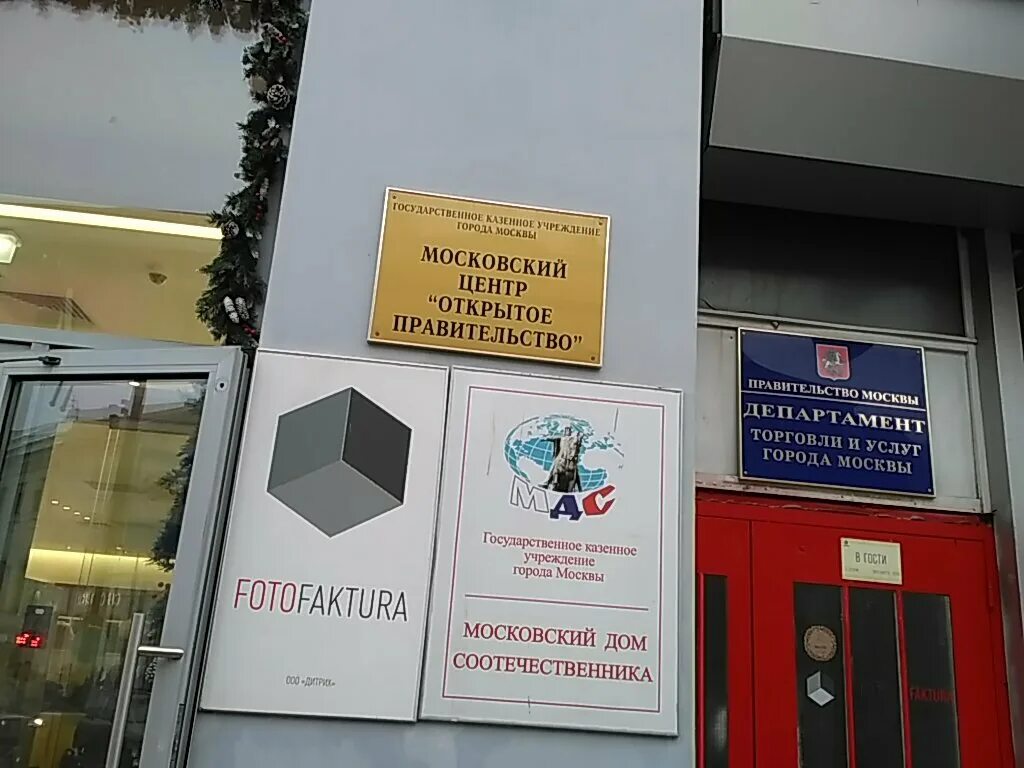 ГОСУДАРСТВЕННОЕ КАЗЕННОЕ УЧРЕЖДЕНИЕ
ГОРОДА МОСКВЫ
МОСКОВСКИЙ
ЦЕНТР
“ОТКРЫТОЕ
ПРАВИТЕЛЬСТВО”
FOTOFAKTURA
ООО «ДИТРИХ»
МДС
Государственное казенное
учреждение
города Москвы
МОСКОВСКИЙ ДОМ
СООТЕЧЕСТВЕННИКА
ПРАВИТЕЛЬСТВО МОСКВЫ
ДЕПАРТАМЕНТ
ТОРГОВЛИ И УСЛУГ
ГОРОДА МОСКВЫ
В ГОСТИ
FAKTURA